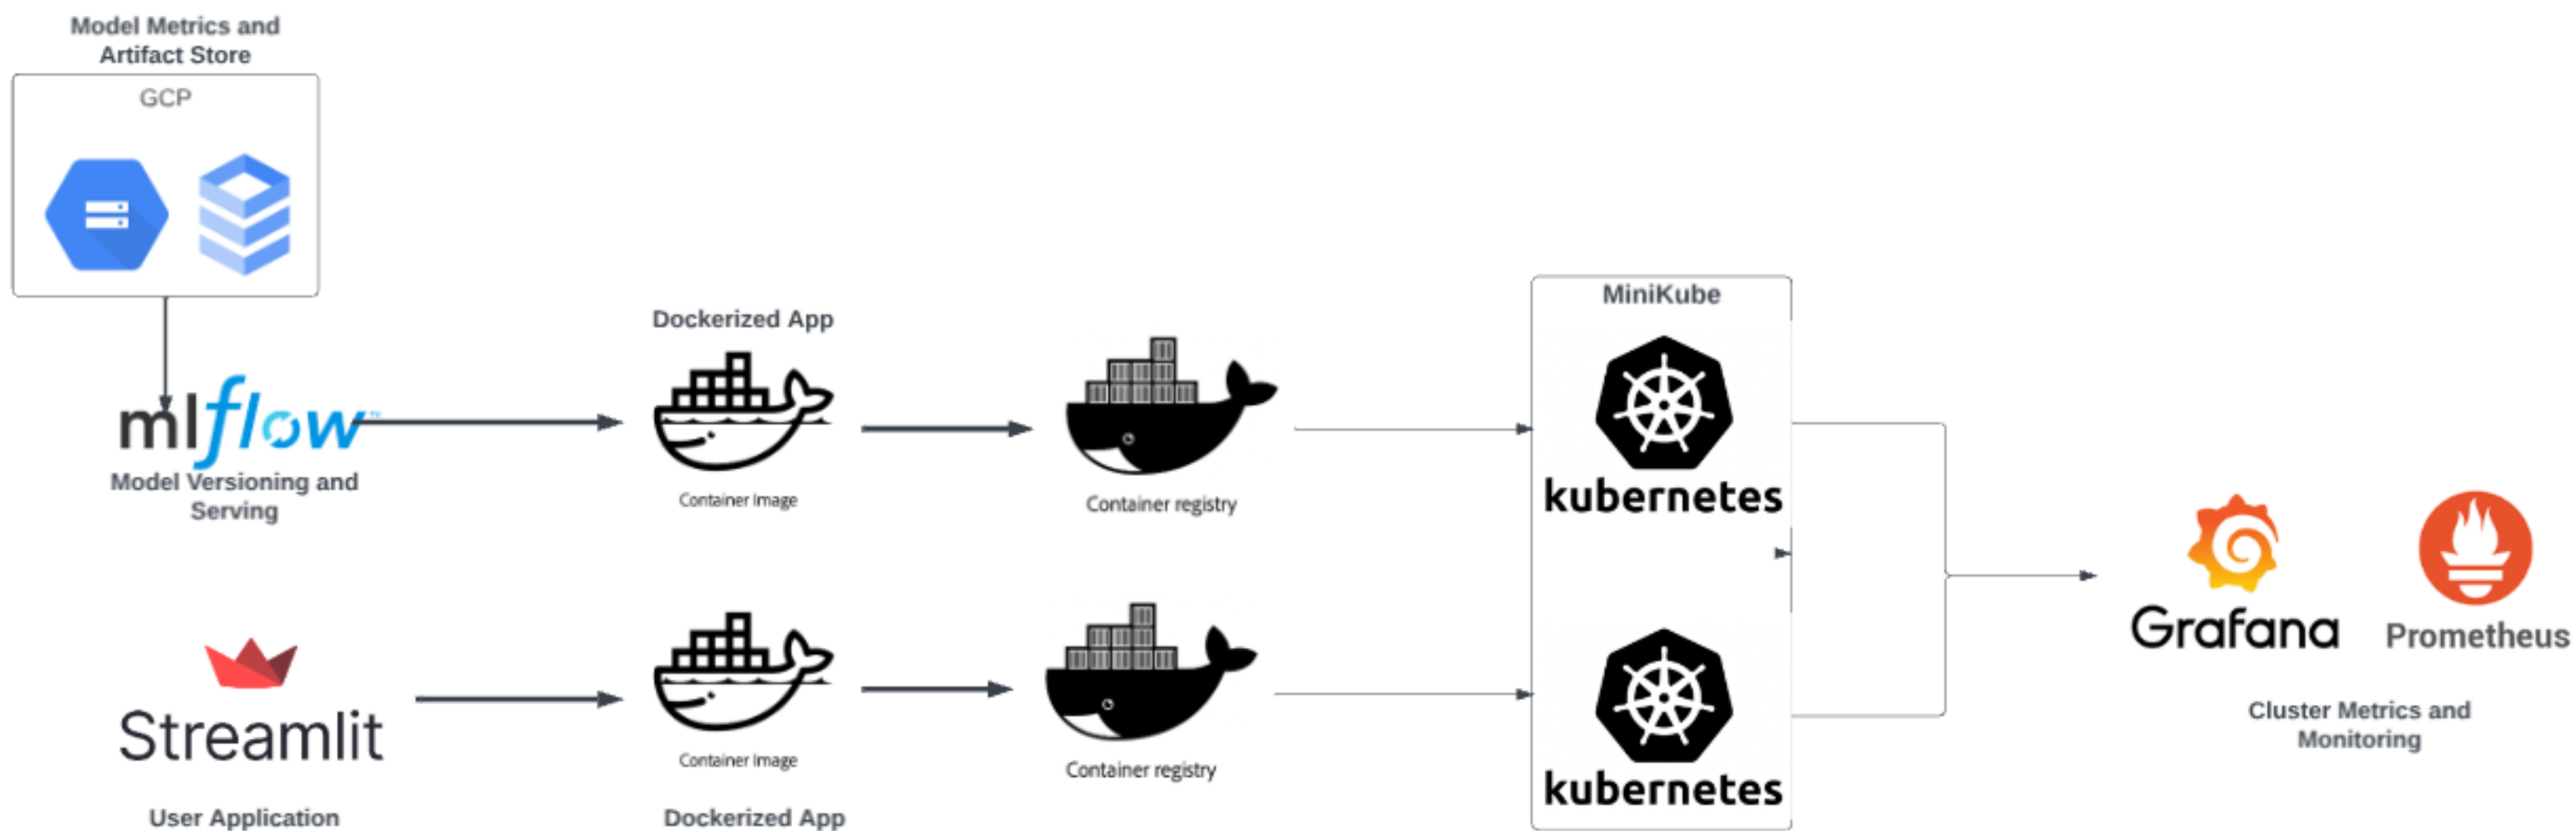 Model Metrics and
Artifact Store
GCP
mlflow™
Model Versioning and
Serving
Dockerized App
Container Image
Container registry
MiniKube
kubernetes
Streamlit
User Application
Container Image
Dockerized App
Container registry
kubernetes
Grafana
Prometheus
Cluster Metrics and
Monitoring